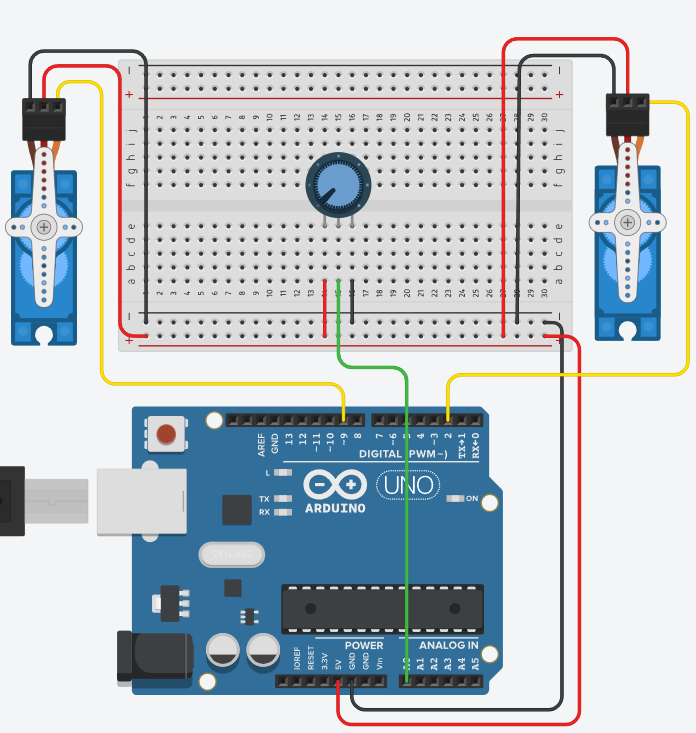 − −
+ +
1 2 3 4 5 6 7 8 9 10 11 12 13 14 15 16 17 18 19 20 21 22 23 24 25 26 27 28 29 30
j j
i i
h h
g g
f f
e e
d d
c c
b b
a a
1 2 3 4 5 6 7 8 9 10 11 12 13 14 15 16 17 18 19 20 21 22 23 24 25 26 27 28 29 30
− −
+ +
AREF GND 13 12 ~11 ~10 ~9 8 7 ~6 ~5 4 ~3 2 TX→1 RX←0
DIGITAL (PWM~)
L
TX
RX
UNO
ON
ARDUINO
POWER ANALOG IN
IOREF RESET 3.3V 5V GND GND Vin A0 A1 A2 A3 A4 A5